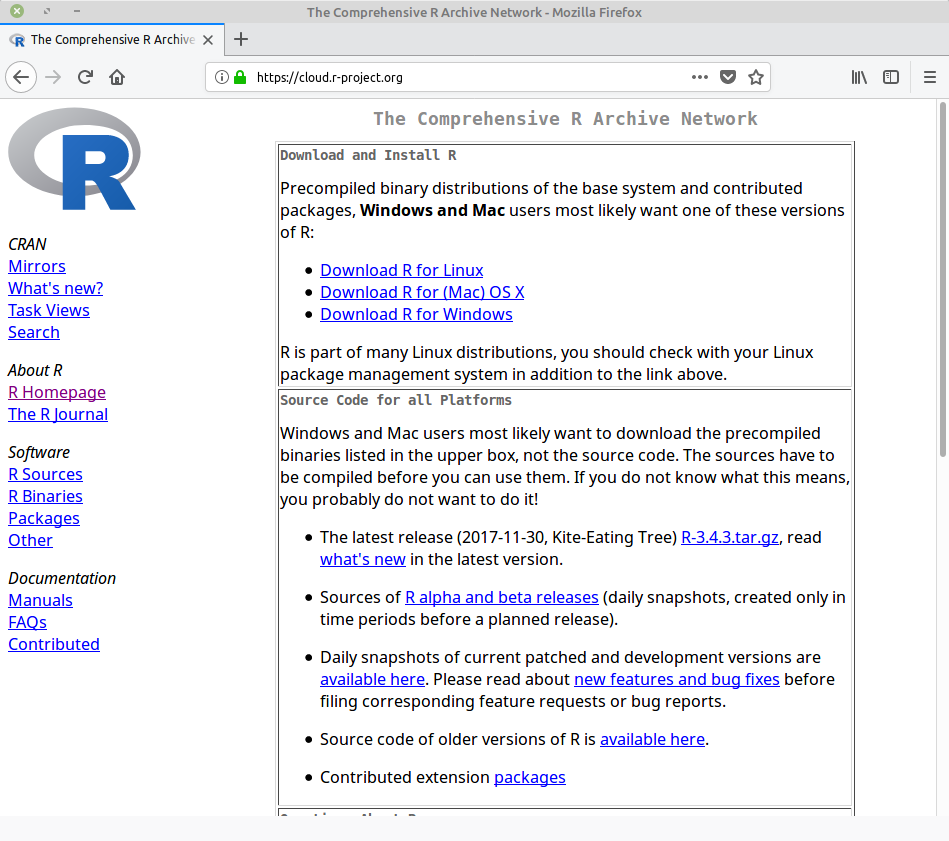 The Comprehensive R Archive Network - Mozilla Firefox
The Comprehensive R Archive
https://cloud.r-project.org
R
CRAN
Mirrors
What's new?
Task Views
Search
About R
R Homepage
The R Journal
Software
R Sources
R Binaries
Packages
Other
Documentation
Manuals
FAQs
Contributed
The Comprehensive R Archive Network
Download and Install R
Precompiled binary distributions of the base system and contributed
packages, Windows and Mac users most likely want one of these versions
of R:
Download R for Linux
Download R for (Mac) OS X
Download R for Windows
R is part of many Linux distributions, you should check with your Linux
package management system in addition to the link above.
Source Code for all Platforms
Windows and Mac users most likely want to download the precompiled
binaries listed in the upper box, not the source code. The sources have to
be compiled before you can use them. If you do not know what this means,
you probably do not want to do it!
The latest release (2017-11-30, Kite-Eating Tree) R-3.4.3.tar.gz, read
what's new in the latest version.
Sources of R alpha and beta releases (daily snapshots, created only in
time periods before a planned release).
Daily snapshots of current patched and development versions are
available here. Please read about new features and bug fixes before
filing corresponding feature requests or bug reports.
Source code of older versions of R is available here.
Contributed extension packages